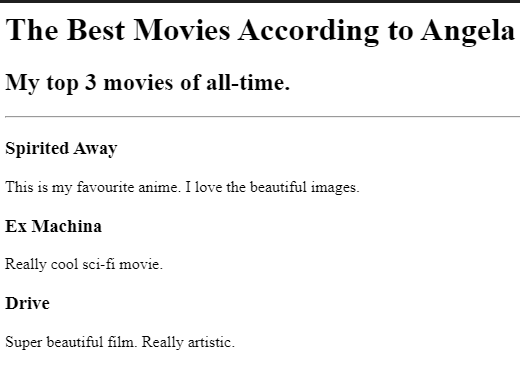 The Best Movies According to Angela
My top 3 movies of all-time.
Spirited Away
This is my favourite anime. I love the beautiful images.
Ex Machina
Really cool sci-fi movie.
Drive
Super beautiful film. Really artistic.